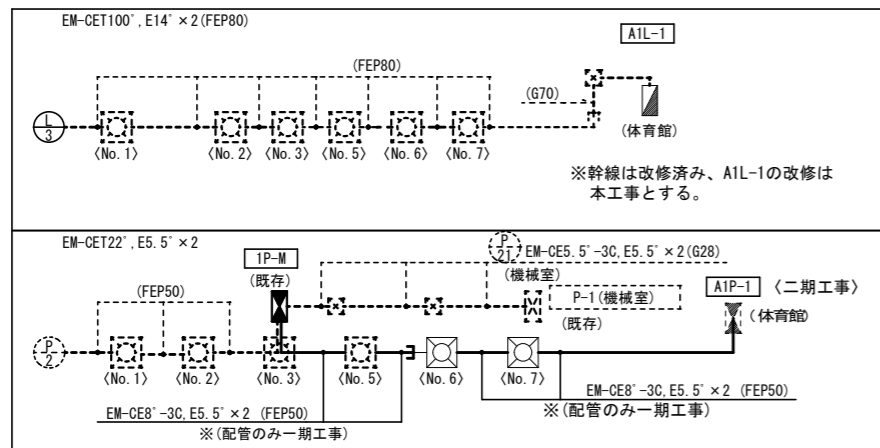 EM-CET100°, E14°×2(FEP80)
A1L-1
(FEP80)
(G70)
L
3
(体育館)
〈No.1〉 〈No.2〉 〈No.3〉 〈No.5〉 〈No.6〉 〈No.7〉
※幹線は改修済み、A1L-1の改修は
本工事とする。
EM-CET22°, E5.5°×2
P
21
EM-CE5.5°-3C, E5.5°×2(G28)
1P-M
(既存)
(機械室)
A1P-1 〈二期工事〉
(FEP50)
P-1(機械室)
(体育館)
(既存)
P
2
〈No.1〉 〈No.2〉 〈No.3〉 〈No.5〉 〈No.6〉 〈No.7〉
EM-CE8°-3C, E5.5°×2 (FEP50)
EM-CE8°-3C, E5.5°×2 (FEP50)
※(配管のみ一期工事)
※(配管のみ一期工事)